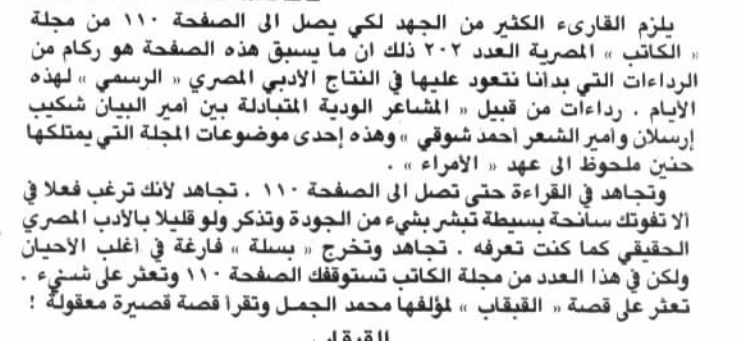 يلزم القارىء الكثير من الجهد لكي يصل الى الصفحة ١١٠ من مجلة
« الكاتب » المصرية العدد ٢٠٢ ذلك ان ما يسبق هذه الصفحة هو ركام من
الرداءات التي بدأنا نتعود عليها في النتاج الأدبي المصري « الرسمي » لهذه
الأيام . رداءات من قبيل « المشاعر الودية المتبادلة بين أمير البيان شكيب
إرسلان وأمير الشعر أحمد شوقي » وهذه إحدى موضوعات المجلة التي يمتلكها
حنين ملحوظ الى عهد « الأمراء » .
وتجاهد في القراءة حتى تصل الى الصفحة ١١٠ . تجاهد لأنك ترغب فعلا في
ألا تفوتك سانحة بسيطة تبشر بشيء من الجودة وتذكر ولو قليلا بالأدب المصري
الحقيقي كما كنت تعرفه . تجاهد وتخرج « بسلة » فارغة في أغلب الأحيان
ولكن في هذا العدد من مجلة الكاتب تستوقفك الصفحة ١١٠ وتعثر على شيء .
تعثر على قصة « القبقاب » لمؤلفها محمد الجمل وتقرأ قصة قصيرة معقولة !
القبقاب